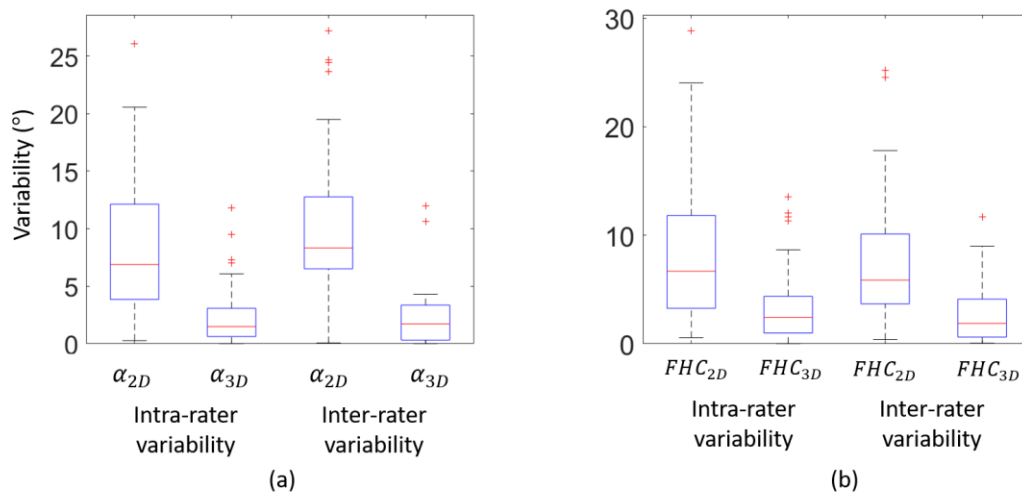 25
20
15
10
5
0
Variability (°)
α2D
α3D
α2D
α3D
Intra-rater
variability
Inter-rater
variability
(a)
30
20
10
0
FHC2D
FHC3D
FHC2D
FHC3D
Intra-rater
variability
Inter-rater
variability
(b)